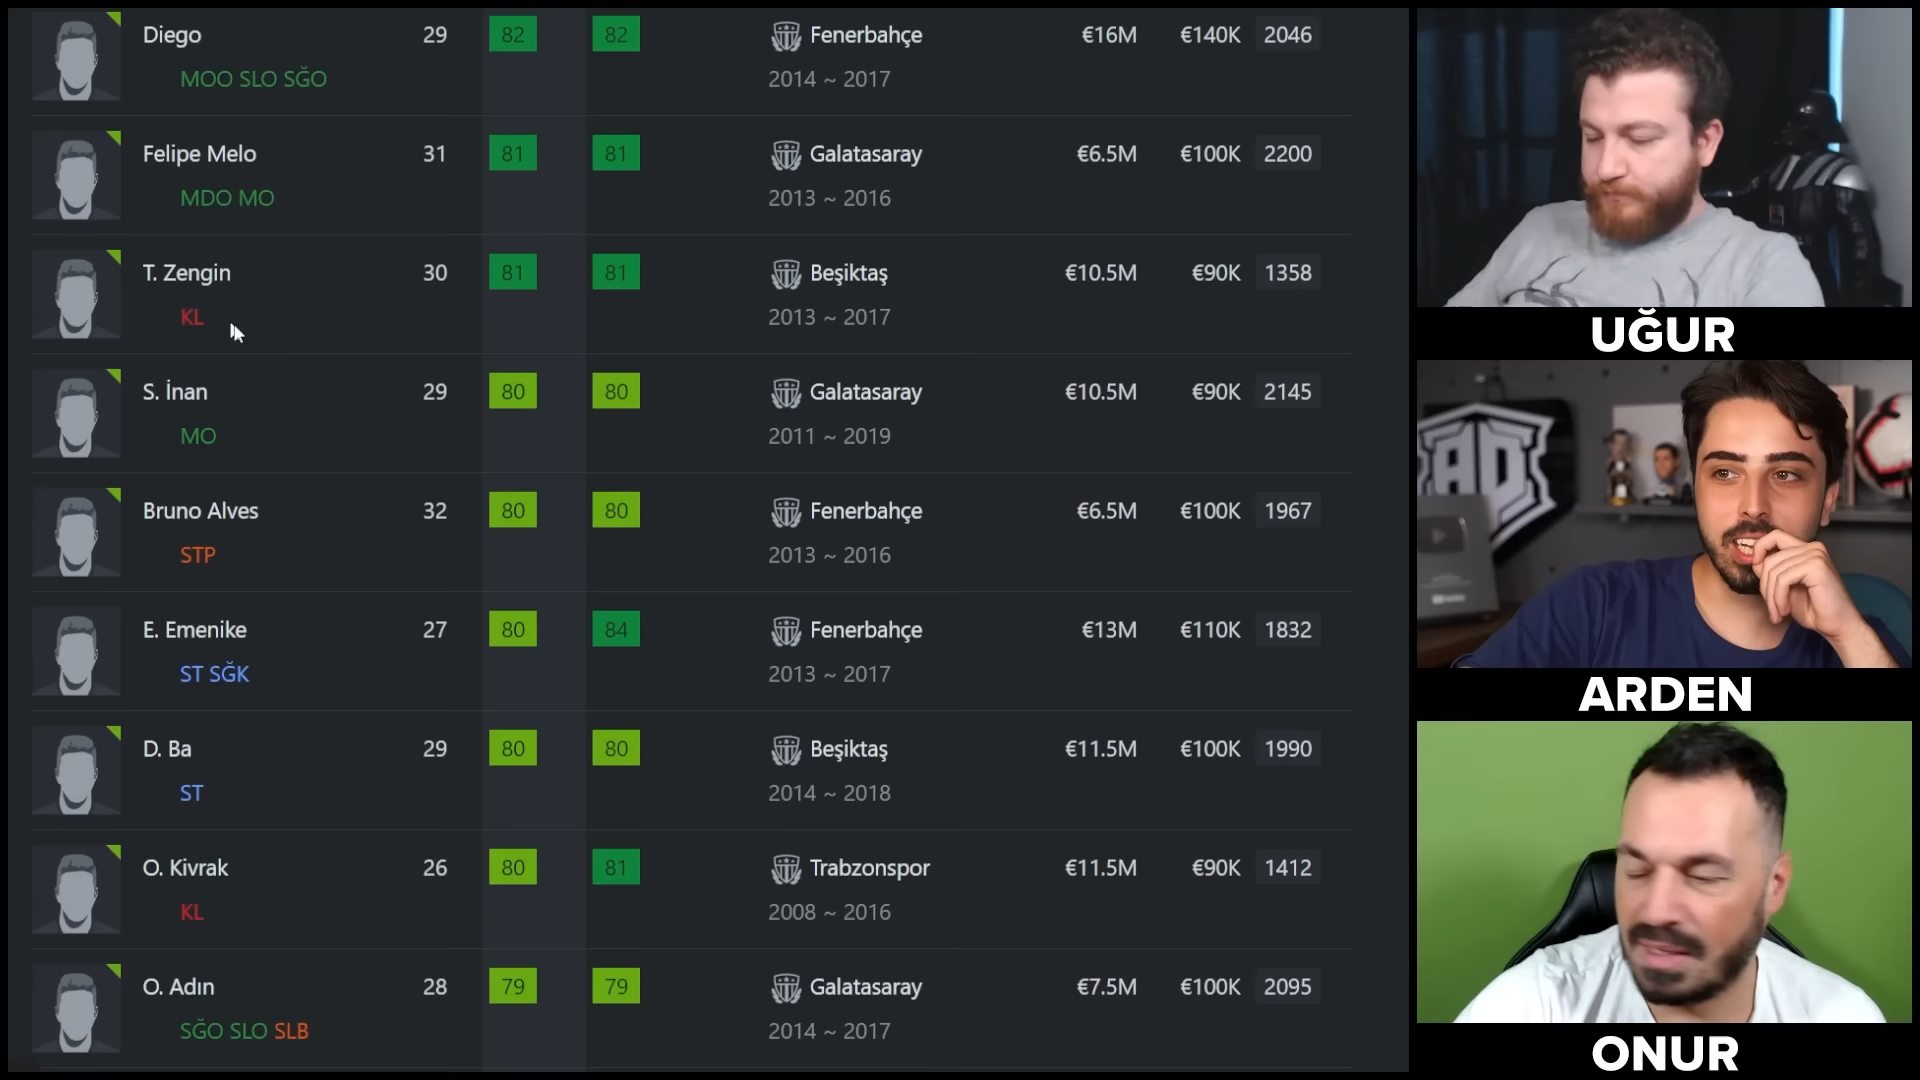 Diego 29 82 82 Fenerbahçe €16M €140K 2046
MOO SLO SĞO 2014 ~ 2017
Felipe Melo 31 81 81 Galatasaray €6.5M €100K 2200
MDO MO 2013 ~ 2016
T. Zengin 30 81 81 Beşiktaş €10.5M €90K 1358
KL 2013 ~ 2017
S. İnan 29 80 80 Galatasaray €10.5M €90K 2145
MO 2011 ~ 2019
Bruno Alves 32 80 80 Fenerbahçe €6.5M €100K 1967
STP 2013 ~ 2016
E. Emenike 27 80 84 Fenerbahçe €13M €110K 1832
ST SĞK 2013 ~ 2017
D. Ba 29 80 80 Beşiktaş €11.5M €100K 1990
ST 2014 ~ 2018
O. Kivrak 26 80 81 Trabzonspor €11.5M €90K 1412
KL 2008 ~ 2016
O. Adın 28 79 79 Galatasaray €7.5M €100K 2095
SĞO SLO SLB 2014 ~ 2017
UĞUR
AD
ARDEN
ONUR